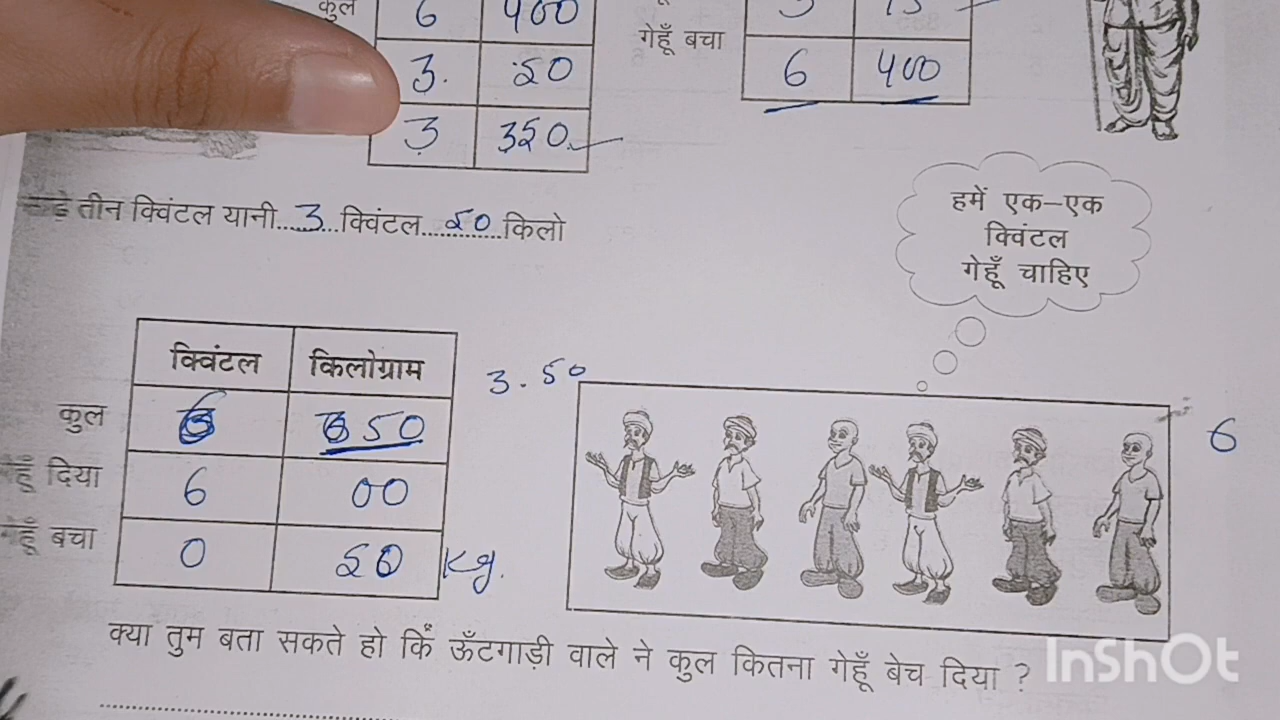 कुल 6 400
गेहूँ बचा 6 400
3. 50
3 350
तीन क्विंटल यानी...3...क्विंटल...50...किलो
हमें एक–एक
क्विंटल
गेहूँ चाहिए
क्विंटल किलोग्राम
3.50
कुल 6 50
6
दिया 6 00
बचा 0 50 Kg.
क्या तुम बता सकते हो कि ऊँटगाड़ी वाले ने कुल कितना गेहूँ बेच दिया ?
InShOt